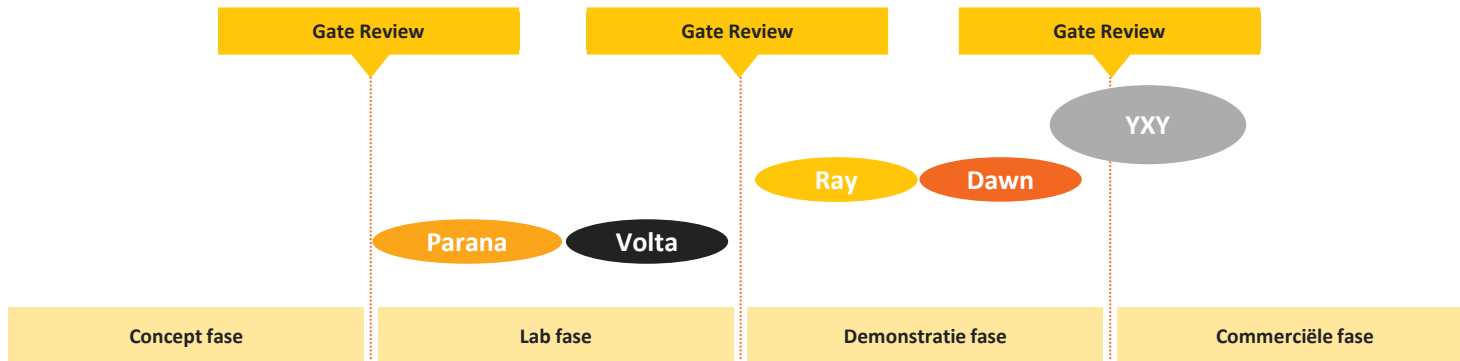 Gate Review
Gate Review
Gate Review
YXY
Ray
Dawn
Parana
Volta
Concept fase
Lab fase
Demonstratie fase
Commerciële fase